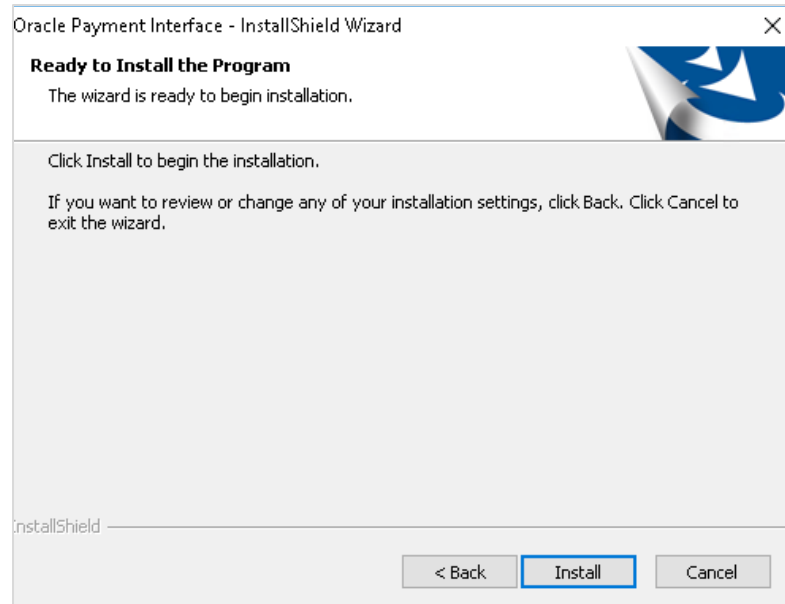 Oracle Payment Interface - InstallShield Wizard
Ready to Install the Program
The wizard is ready to begin installation.
Click Install to begin the installation.
If you want to review or change any of your installation settings, click Back. Click Cancel to
exit the wizard.
InstallShield
< Back
Install
Cancel